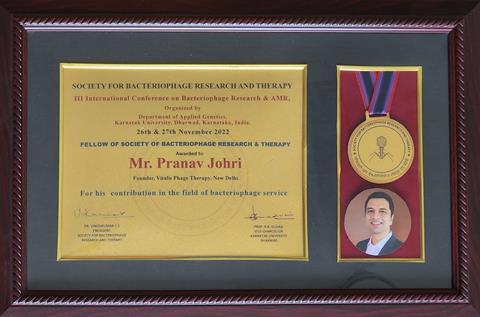 SOCIETY FOR BACTERIOPHAGE RESEARCH AND THERAPY
III International Conference on Bacteriophage Research & AMR,
Organized by
Department of Applied Genetics,
Karnatak University, Dharwad, Karnataka, India.
26th & 27th November 2022
FELLOW OF SOCIETY OF BACTERIOPHAGE RESEARCH & THERAPY
Awarded to
Mr. Pranav Johri
Founder, Vitalis Phage Therapy, New Delhi
For his contribution in the field of bacteriophage service
PRESIDENT
SOCIETY FOR BACTERIOPHAGE
RESEARCH AND THERAPY
VICE-CHANCELLOR
KARNATAK UNIVERSITY
DHARWAD